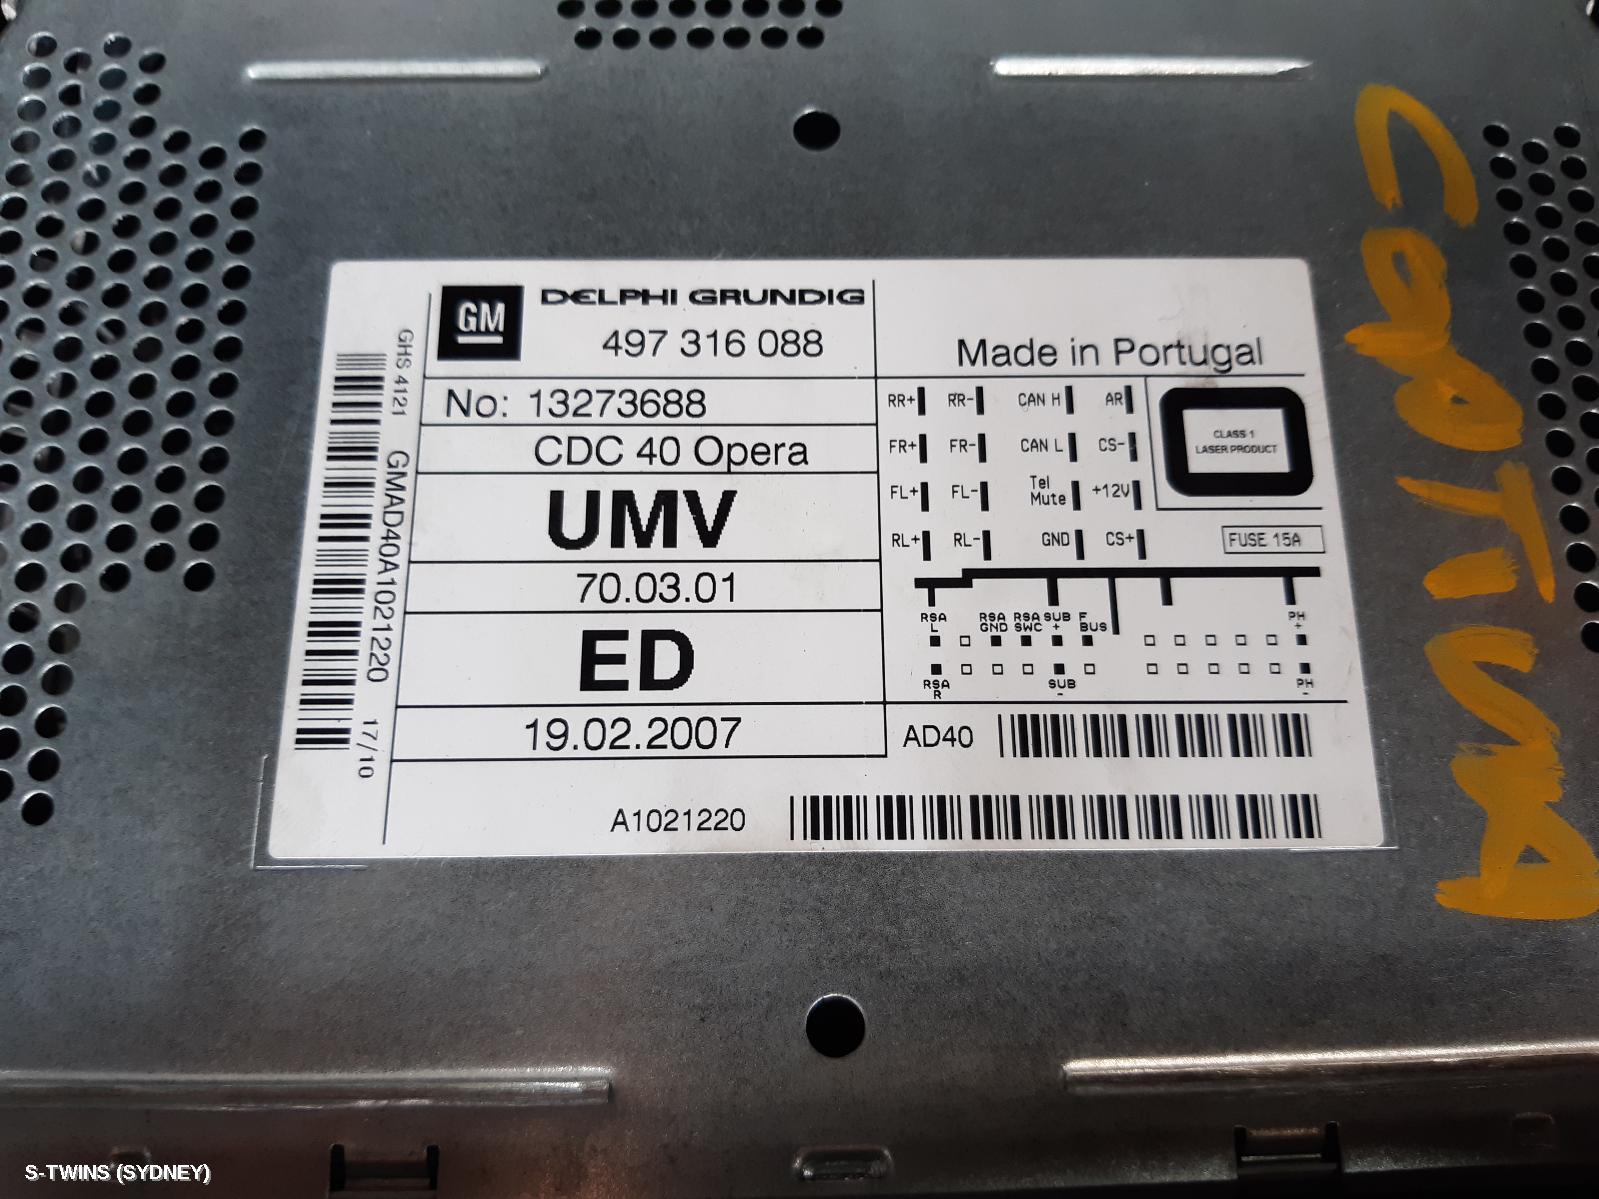 GM
DELPHI GRUNDIG
497 316 088
No: 13273688
CDC 40 Opera
UMV
70.03.01
ED
19.02.2007
GHS 4121 GMAD40A1021220 17/10
Made in Portugal
RR+ RR- CAN H AR
FR+ FR- CAN L CS-
FL+ FL- Tel Mute +12V
RL+ RL- GND CS+
CLASS 1
LASER PRODUCT
FUSE 15A
RSA L RSA GND RSA SWC SUB + F BUS PH +
RSA R SUB - PH -
AD40
A1021220
CAPTIVA
S-TWINS (SYDNEY)